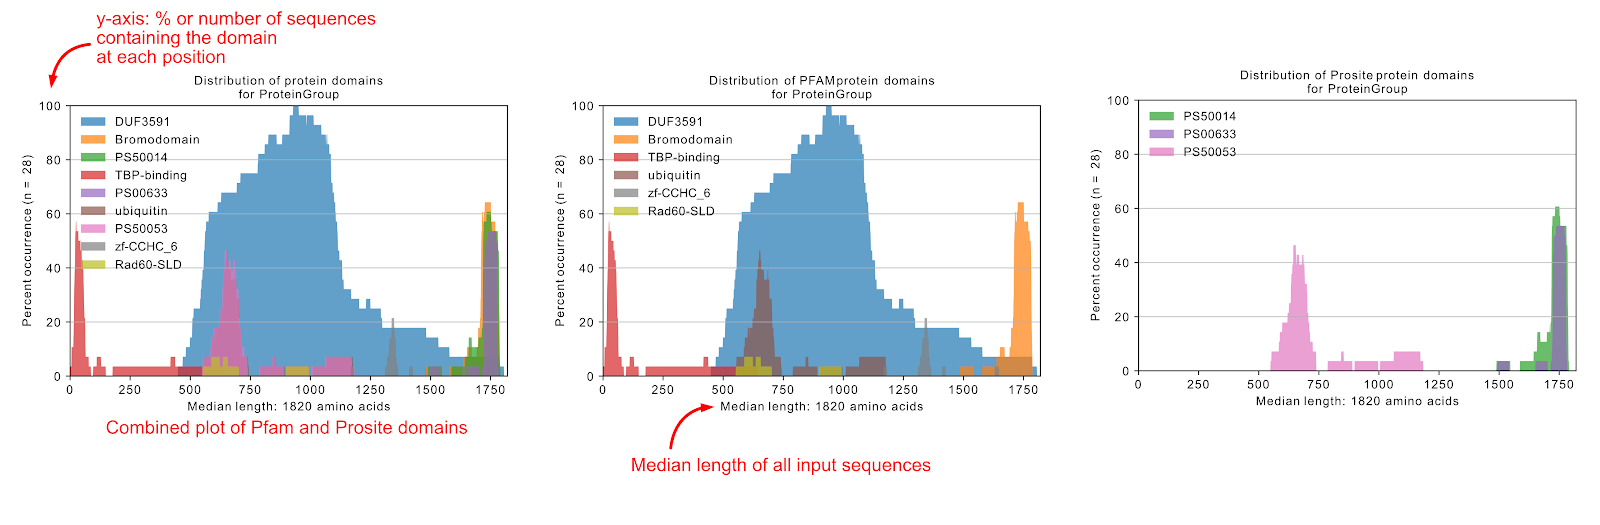 y-axis: % or number of sequences
containing the domain
at each position
Distribution of protein domains
for ProteinGroup
100
80
60
40
20
0
Percent occurrence (n = 28)
DUF3591
Bromodomain
PS50014
TBP-binding
PS00633
ubiquitin
PS50053
zf-CCHC_6
Rad60-SLD
0 250 500 750 1000 1250 1500 1750
Median length: 1820 amino acids
Combined plot of Pfam and Prosite domains
Distribution of PFAM protein domains
for ProteinGroup
100
80
60
40
20
0
Percent occurrence (n = 28)
DUF3591
Bromodomain
TBP-binding
ubiquitin
zf-CCHC_6
Rad60-SLD
0 250 500 750 1000 1250 1500 1750
Median length: 1820 amino acids
Median length of all input sequences
Distribution of Prosite protein domains
for ProteinGroup
100
80
60
40
20
0
Percent occurrence (n = 28)
PS50014
PS00633
PS50053
0 250 500 750 1000 1250 1500 1750
Median length: 1820 amino acids